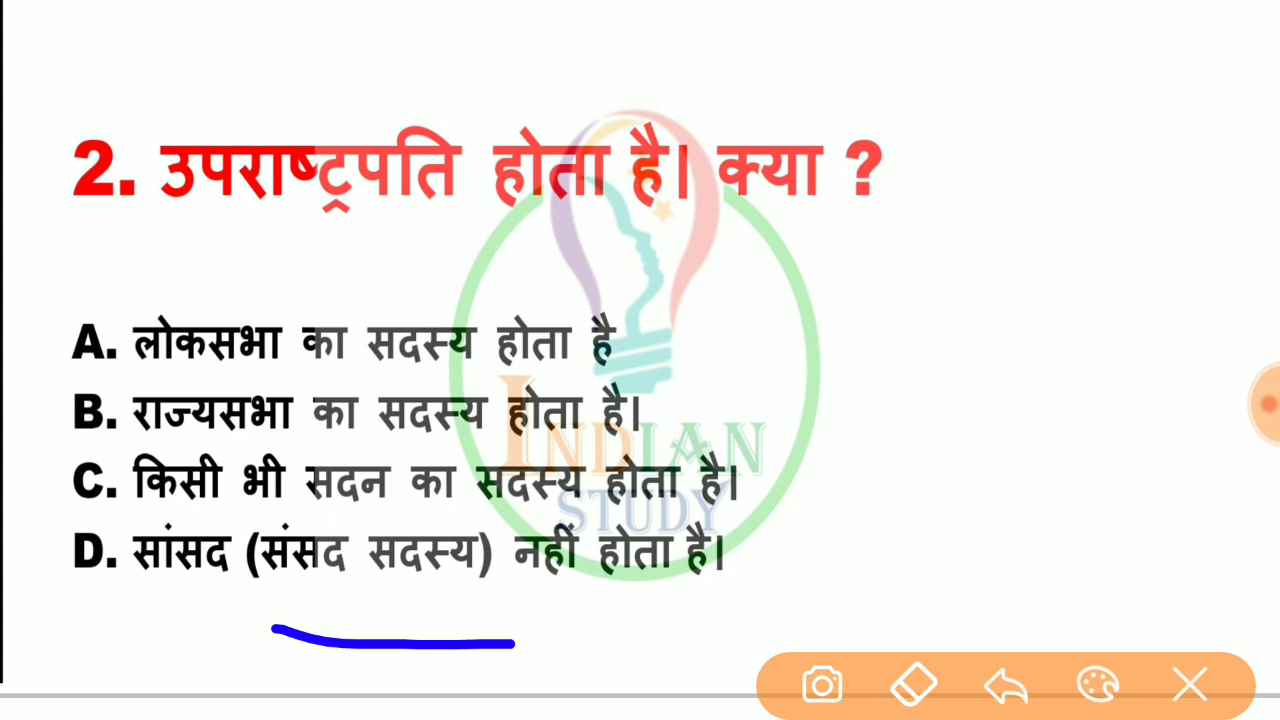 2. उपराष्ट्रपति होता है। क्या ?
A. लोकसभा का सदस्य होता है
B. राज्यसभा का सदस्य होता है।
C. किसी भी सदन का सदस्य होता है।
INDIAN
STUDY
D. सांसद (संसद सदस्य) नहीं होता है।